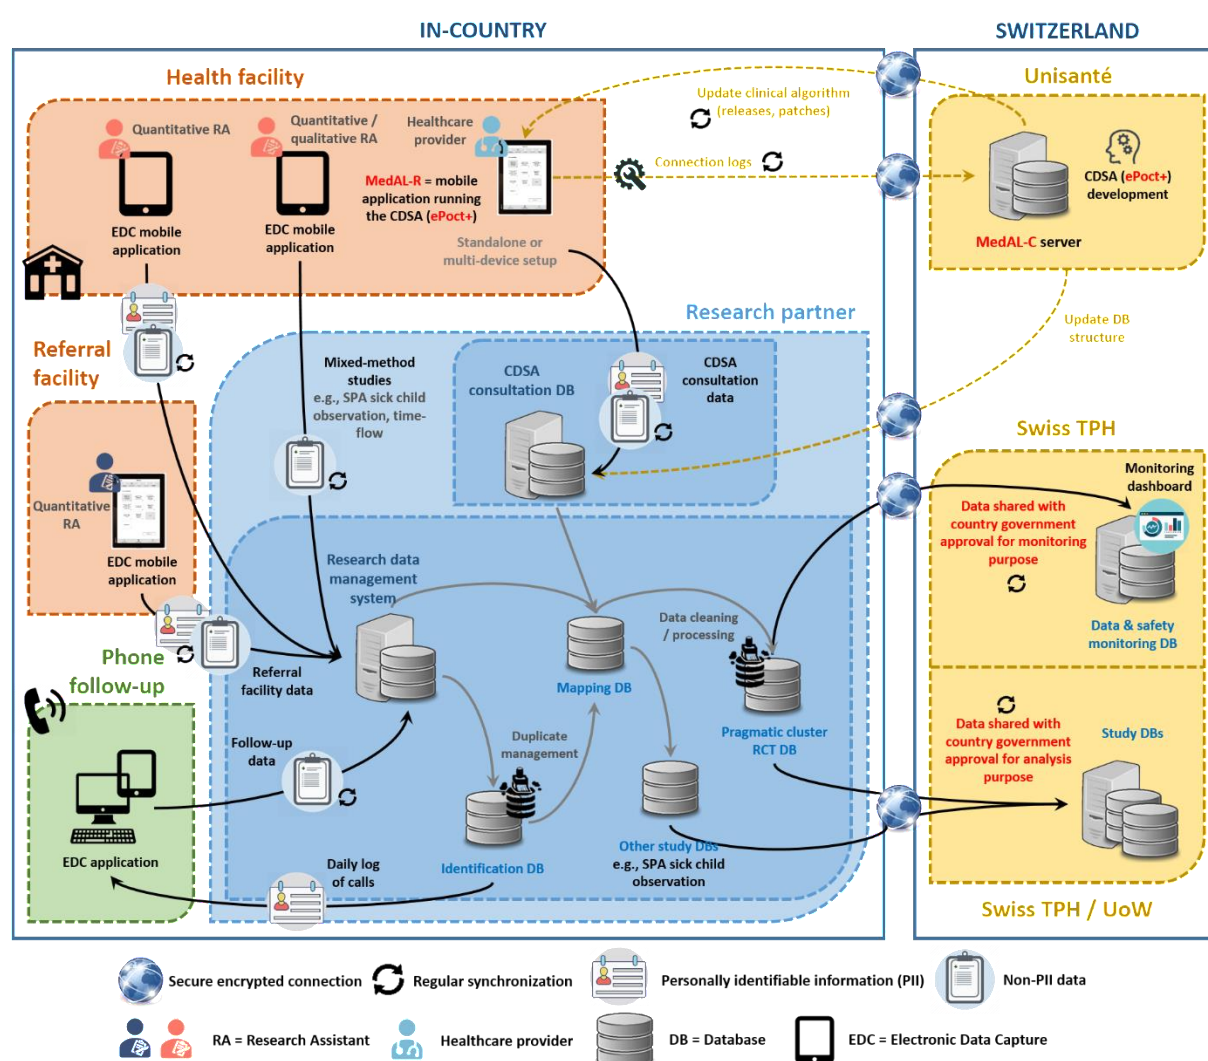 IN-COUNTRY
SWITZERLAND
Health facility
Quantitative RA
EDC mobile
application
Quantitative /
qualitative RA
EDC mobile
application
Healthcare
provider
MedAL-R = mobile
application running
the CDSA (ePoct+)
Standalone or
multi-device setup
Update clinical algorithm
(releases, patches)
Connection logs
Unisanté
CDSA (ePoct+)
development
MedAL-C server
Update DB
structure
Research partner
Referral
facility
Quantitative
RA
EDC mobile
application
Mixed-method
studies
e.g., SPA sick child
observation, time-
flow
CDSA
consultation DB
CDSA
consultation
data
Swiss TPH
Monitoring
dashboard
Data shared with
country government
approval for monitoring
purpose
Data & safety
monitoring DB
Research data
management
system
Data cleaning
/ processing
Mapping DB
Referral
facility data
Phone
follow-up
EDC application
Follow-up
data
Duplicate
management
Pragmatic cluster
RCT DB
Data shared with
country government
approval for analysis
purpose
Study DBs
Identification DB
Other study DBs
e.g., SPA sick child
observation
Daily log
of calls
Swiss TPH / UoW
Secure encrypted connection
Regular synchronization
Personally identifiable information (PII)
Non-PII data
RA = Research Assistant
Healthcare provider
DB = Database
EDC = Electronic Data Capture